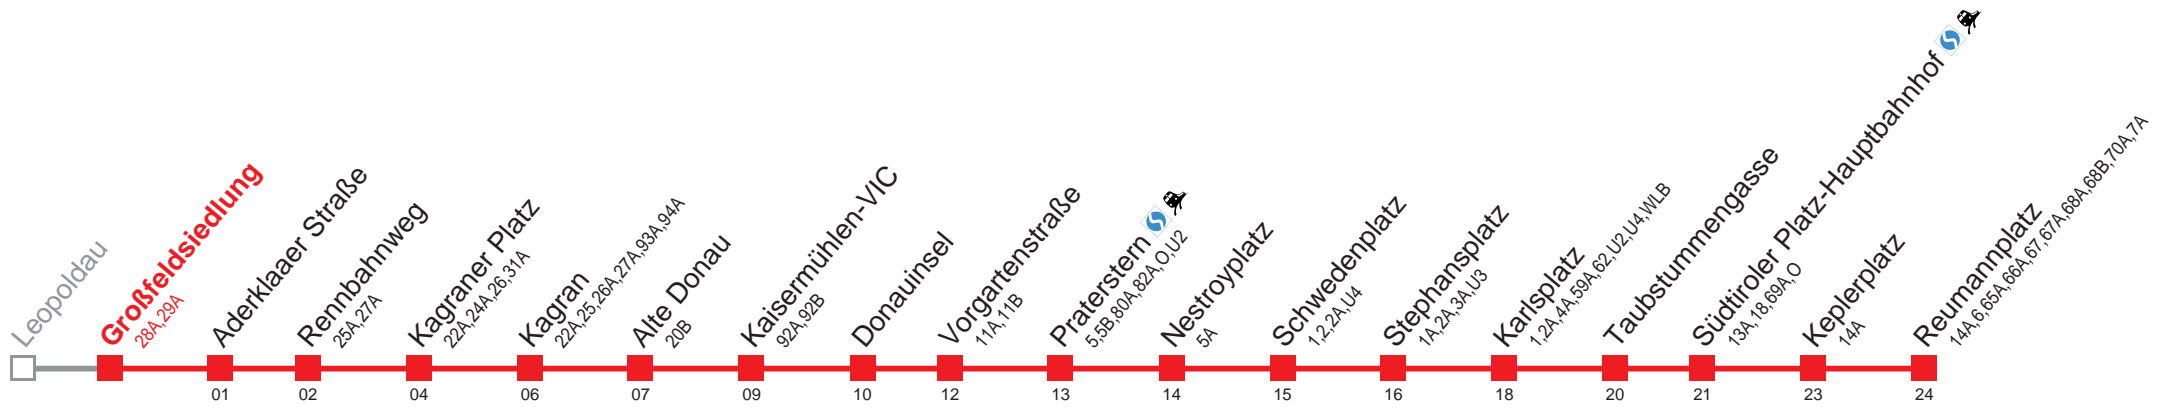 Leopoldau
Großfeldsiedlung
28A,29A
Aderklaaer Straße
01
Rennbahnweg
25A,27A
02
Kagraner Platz
22A,24A,26,31A
04
Kagran
22A,25,26A,27A,93A,94A
06
Alte Donau
20B
07
Kaisermühlen-VIC
92A,92B
09
Donauinsel
10
Vorgartenstraße
11A,11B
12
Praterstern
5,5B,80A,82A,O,U2
13
Nestroyplatz
5A
14
Schwedenplatz
1,2,2A,U4
15
Stephansplatz
1A,2A,3A,U3
16
Karlsplatz
1,2A,4A,59A,62,U2,U4,WLB
18
Taubstummengasse
20
Südtiroler Platz-Hauptbahnhof
13A,18,69A,O
21
Keplerplatz
14A
23
Reumannplatz
14A,6,65A,66A,67,67A,68A,68B,70A,7A
24